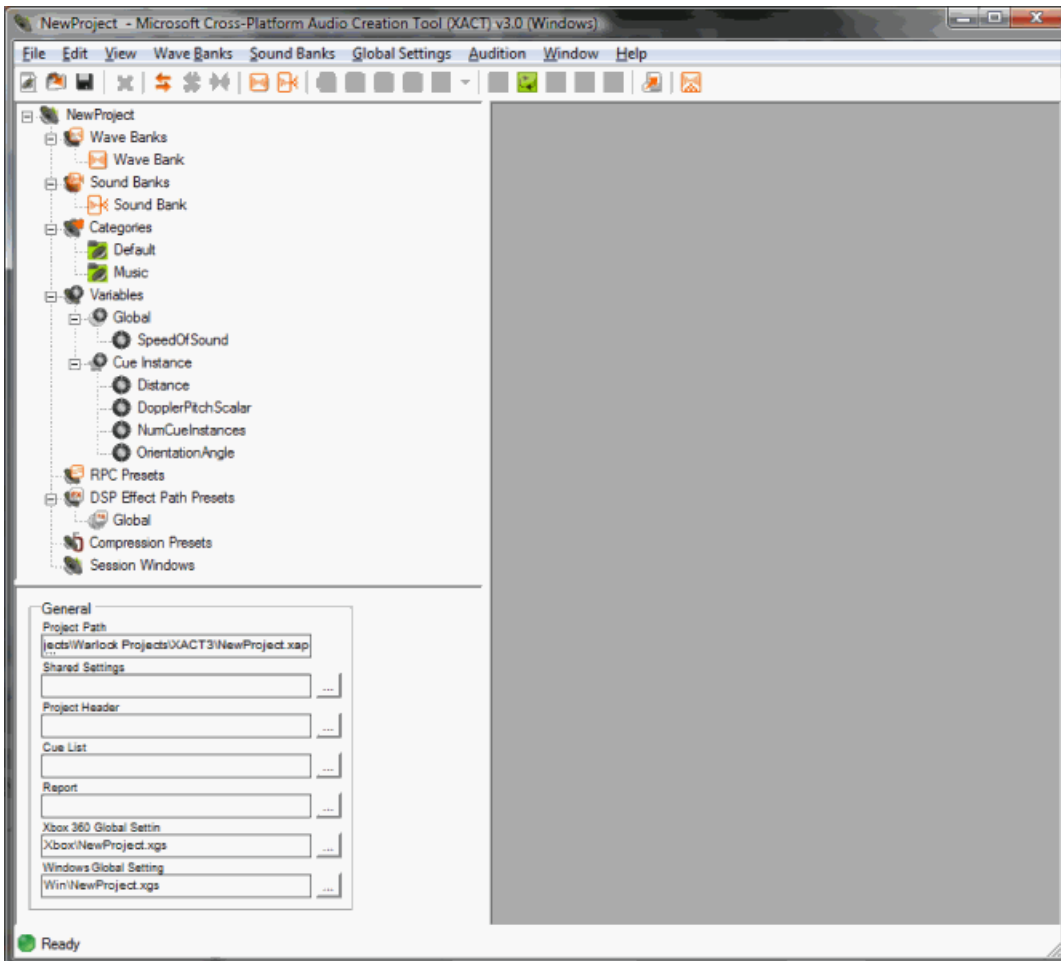 NewProject - Microsoft Cross-Platform Audio Creation Tool (XACT) v3.0 (Windows)
File Edit View Wave Banks Sound Banks Global Settings Audition Window Help
NewProject
Wave Banks
Wave Bank
Sound Banks
Sound Bank
Categories
Default
Music
Variables
Global
SpeedOfSound
Cue Instance
Distance
DopplerPitchScalar
NumCueInstances
OrientationAngle
RPC Presets
DSP Effect Path Presets
Global
Compression Presets
Session Windows
General
Project Path
jects\Warlock Projects\XACT3\NewProject.xap
Shared Settings
...
Project Header
...
Cue List
...
Report
...
Xbox 360 Global Settin
Xbox\NewProject.xgs ...
Windows Global Setting
Win\NewProject.xgs ...
Ready